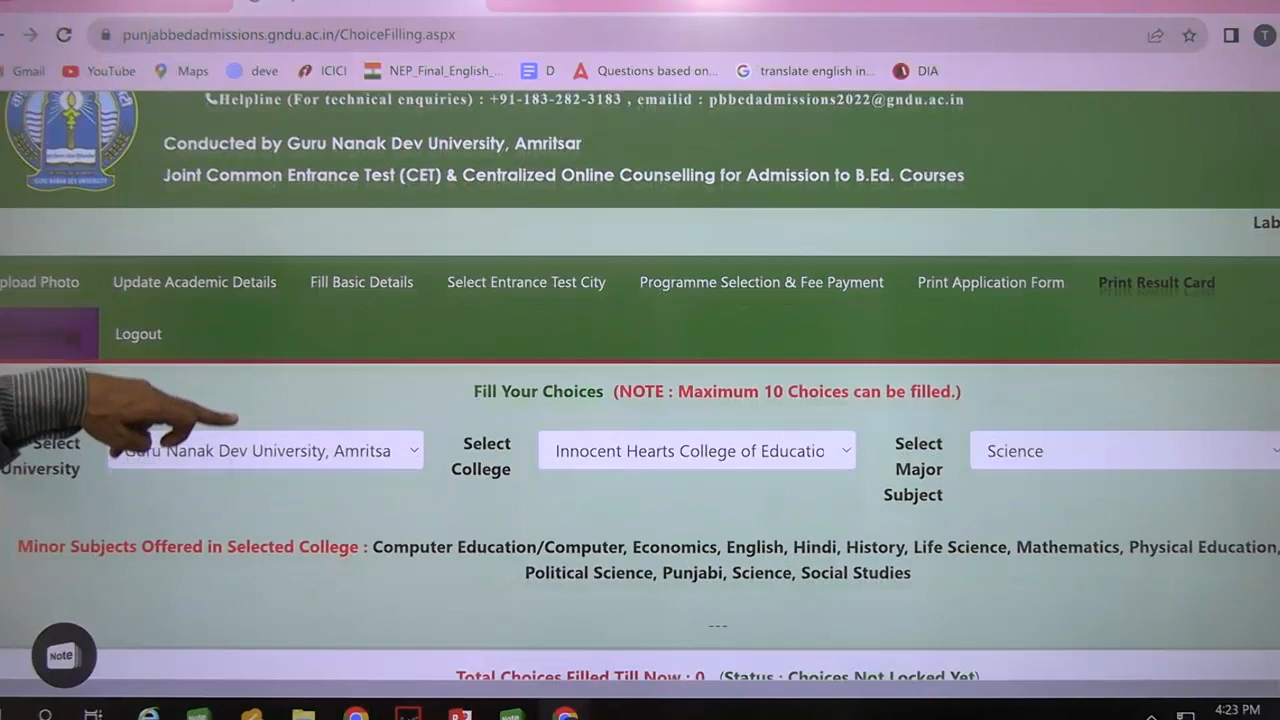 punjabbedadmissions.gndu.ac.in/ChoiceFilling.aspx
T
Gmail YouTube Maps deve ICICI NEP_Final_English_... D Questions based on... translate english in... DIA
Helpline (For technical enquiries) : +91-183-282-3183 , emailid : pbbedadmissions2022@gndu.ac.in
Conducted by Guru Nanak Dev University, Amritsar
Joint Common Entrance Test (CET) & Centralized Online Counselling for Admission to B.Ed. Courses
GURU NANAK DEV UNIVERSITY
Lab
pload Photo Update Academic Details Fill Basic Details Select Entrance Test City Programme Selection & Fee Payment Print Application Form Print Result Card
Logout
Fill Your Choices (NOTE : Maximum 10 Choices can be filled.)
Select University Guru Nanak Dev University, Amritsa Select College Innocent Hearts College of Educatio Select Major Subject Science
Minor Subjects Offered in Selected College : Computer Education/Computer, Economics, English, Hindi, History, Life Science, Mathematics, Physical Education,
Political Science, Punjabi, Science, Social Studies
---
Note
Total Choices Filled Till Now : 0 (Status : Choices Not Locked Yet)
4:23 PM